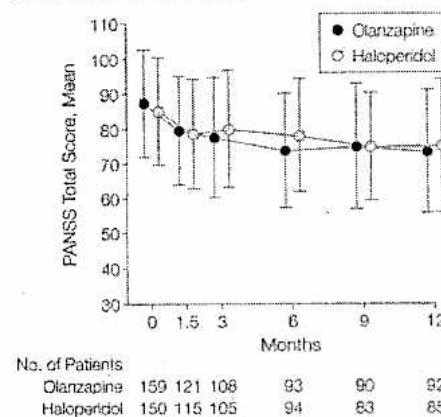 110
100
90
80
70
60
50
40
30
PANSS Total Score, Mean
Olanzapine
Haloperidol
0 1.5 3 6 9 12
Months
No. of Patients
Olanzapine 159 121 108 93 90 92
Haloperidol 150 115 105 94 83 85